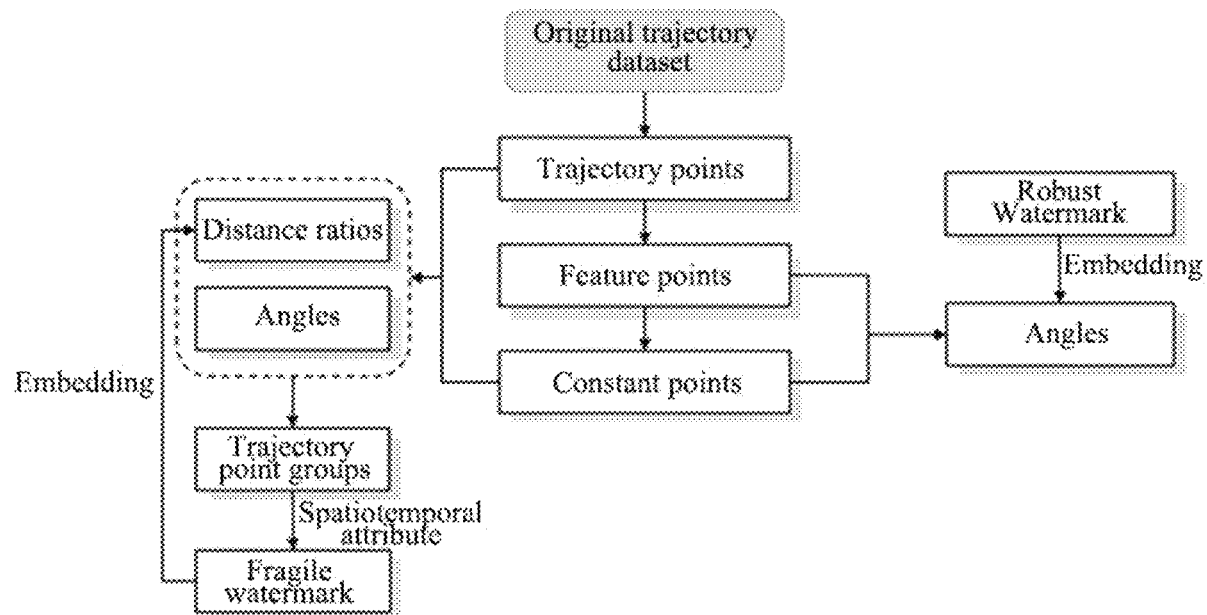 Original trajectory
dataset
Trajectory points
Robust
Watermark
Distance ratios
Embedding
Feature points
Angles
Angles
Embedding
Constant points
Trajectory
point groups
Spatiotemporal
attribute
Fragile
watermark